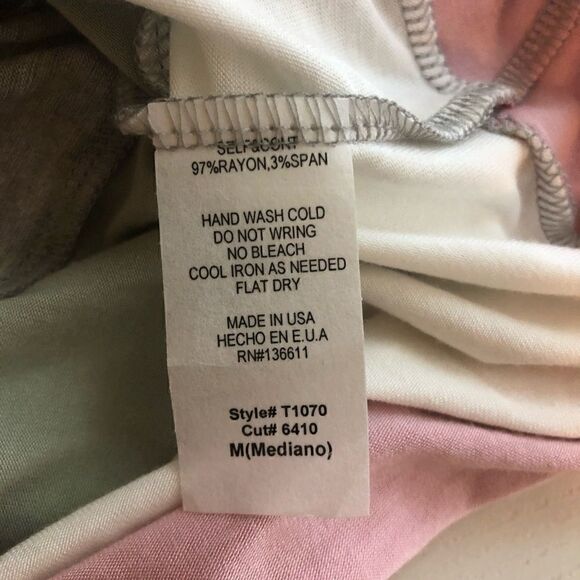 SELF&CONT
97%RAYON,3%SPAN
HAND WASH COLD
DO NOT WRING
NO BLEACH
COOL IRON AS NEEDED
FLAT DRY
MADE IN USA
HECHO EN E.U.A
RN#136611
Style# T1070
Cut# 6410
M(Mediano)